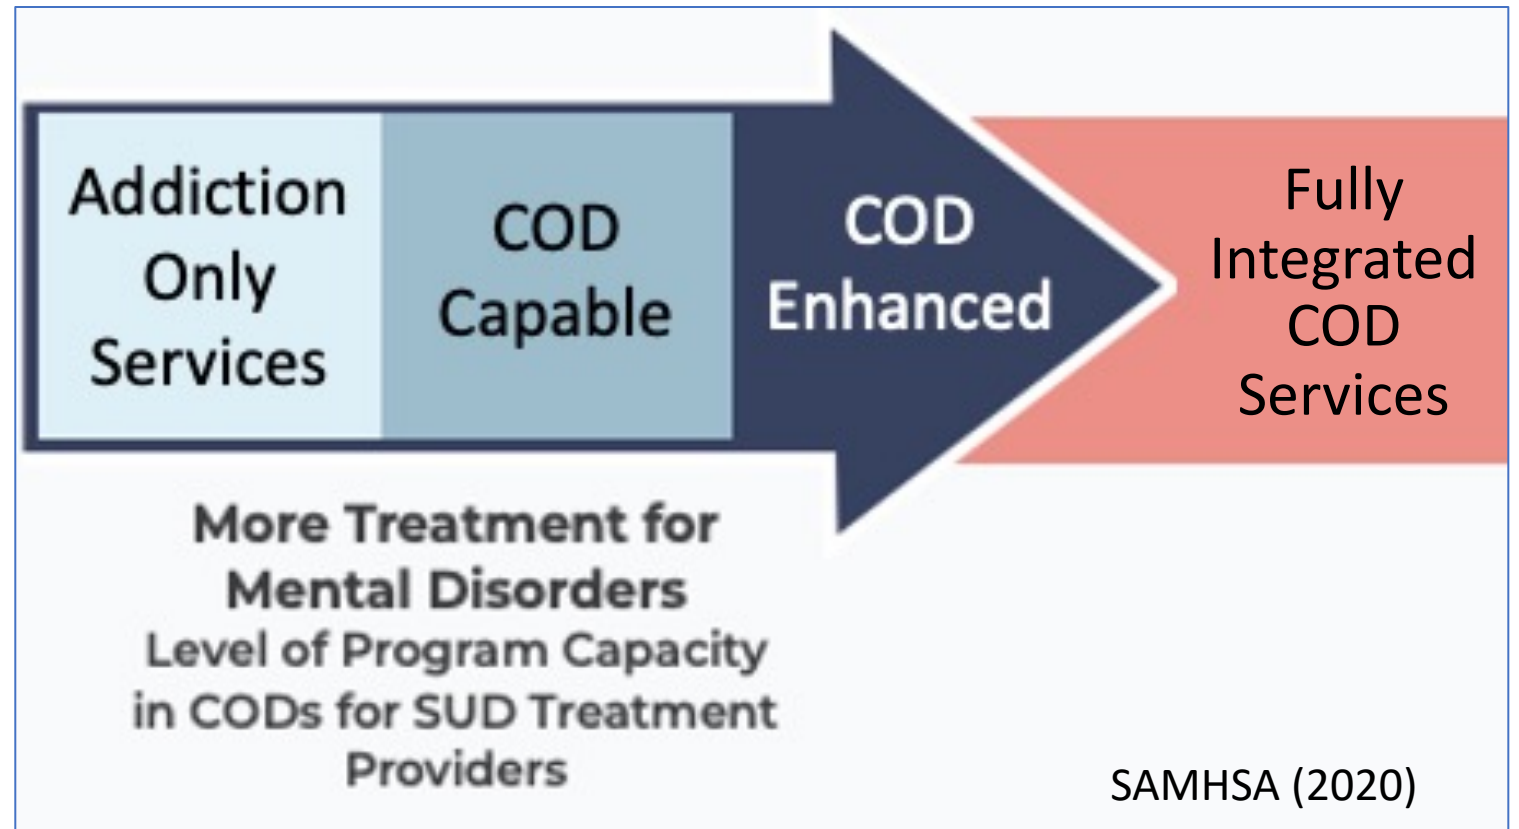 Addiction
Only
Services
COD
Capable
COD
Enhanced
Fully
Integrated
COD
Services
More Treatment for
Mental Disorders
Level of Program Capacity
in CODs for SUD Treatment
Providers
SAMHSA (2020)